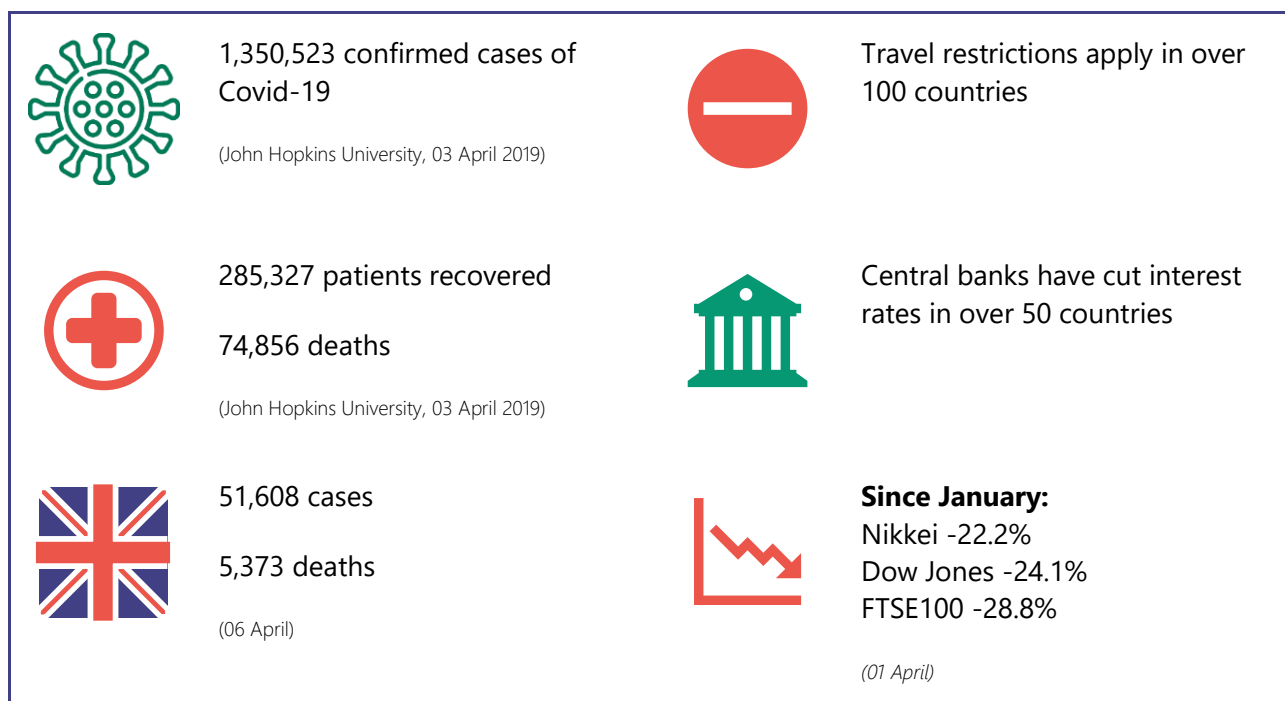 1,350,523 confirmed cases of
Covid-19
(John Hopkins University, 03 April 2019)
Travel restrictions apply in over
100 countries
285,327 patients recovered
74,856 deaths
(John Hopkins University, 03 April 2019)
Central banks have cut interest
rates in over 50 countries
51,608 cases
5,373 deaths
(06 April)
Since January:
Nikkei -22.2%
Dow Jones -24.1%
FTSE100 -28.8%
(01 April)